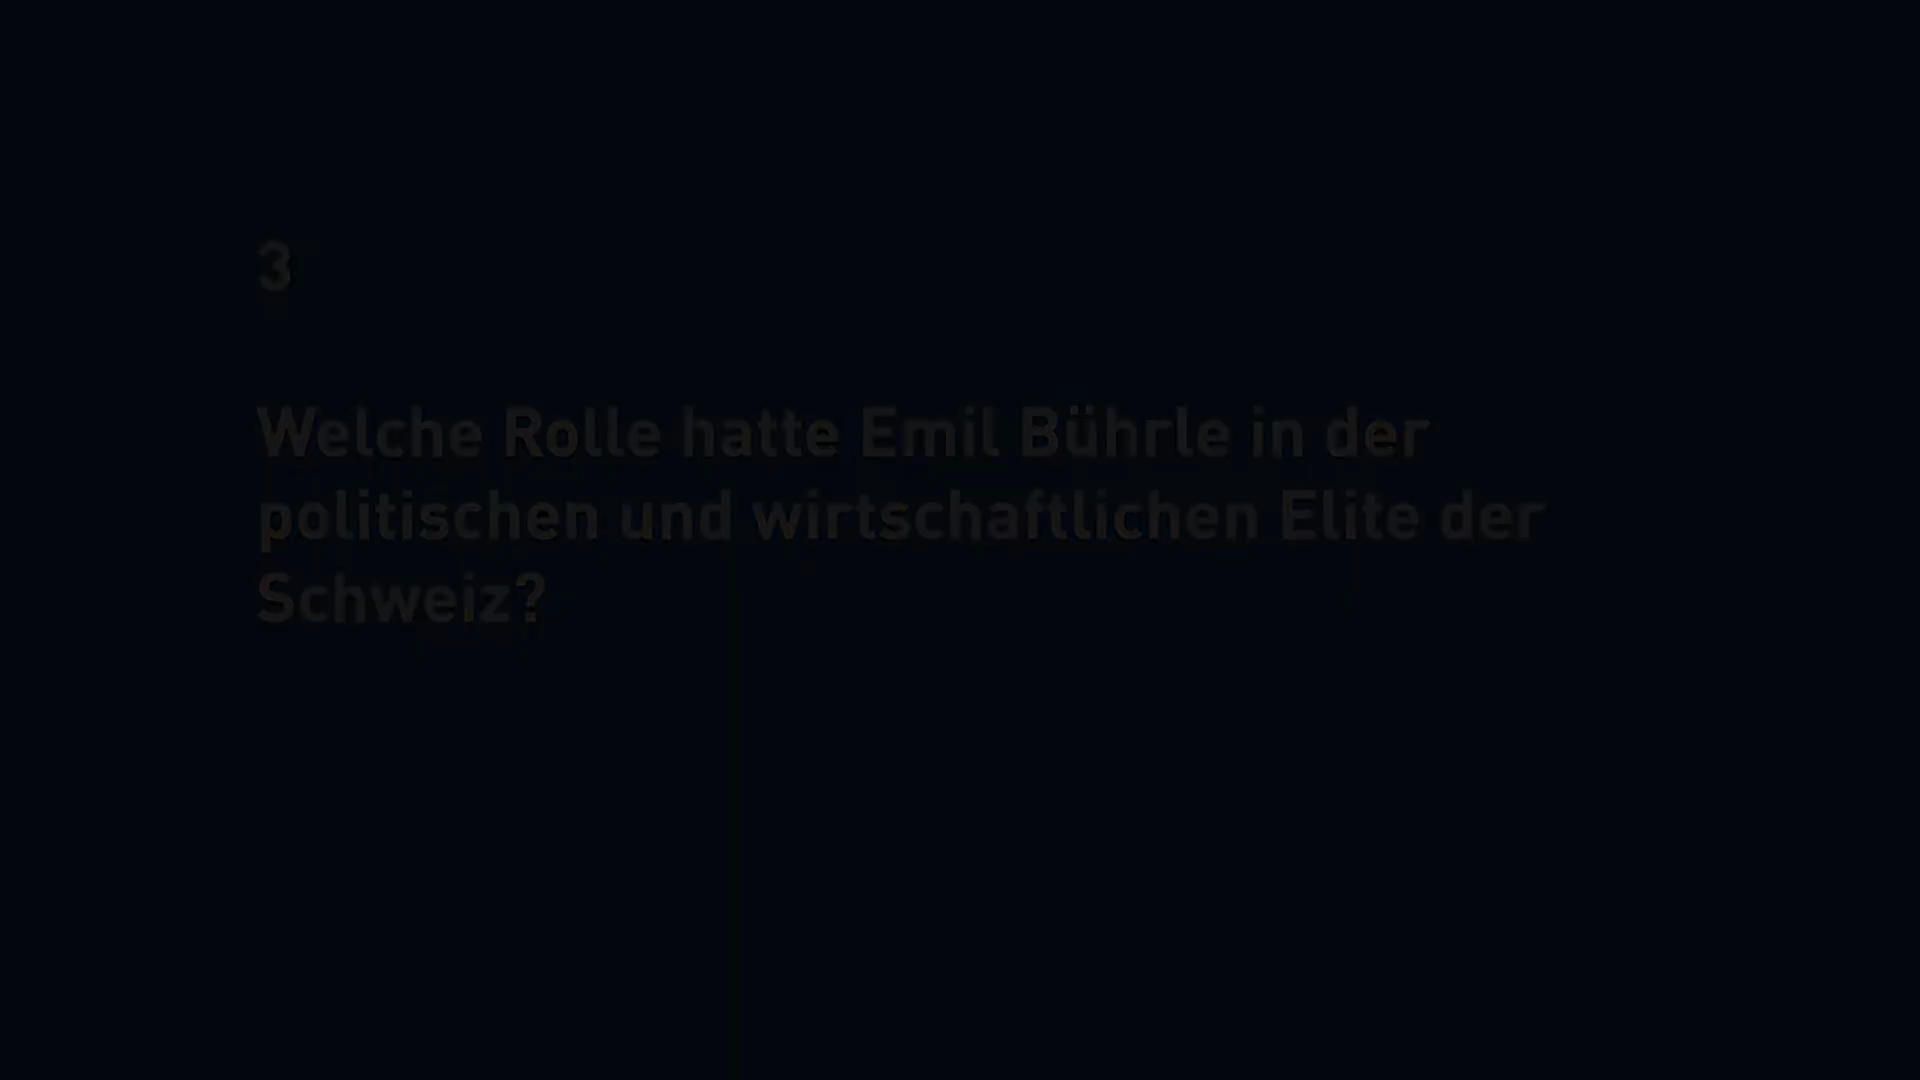 3
Welche Rolle hatte Emil Bührle in der
politischen und wirtschaftlichen Elite der
Schweiz?